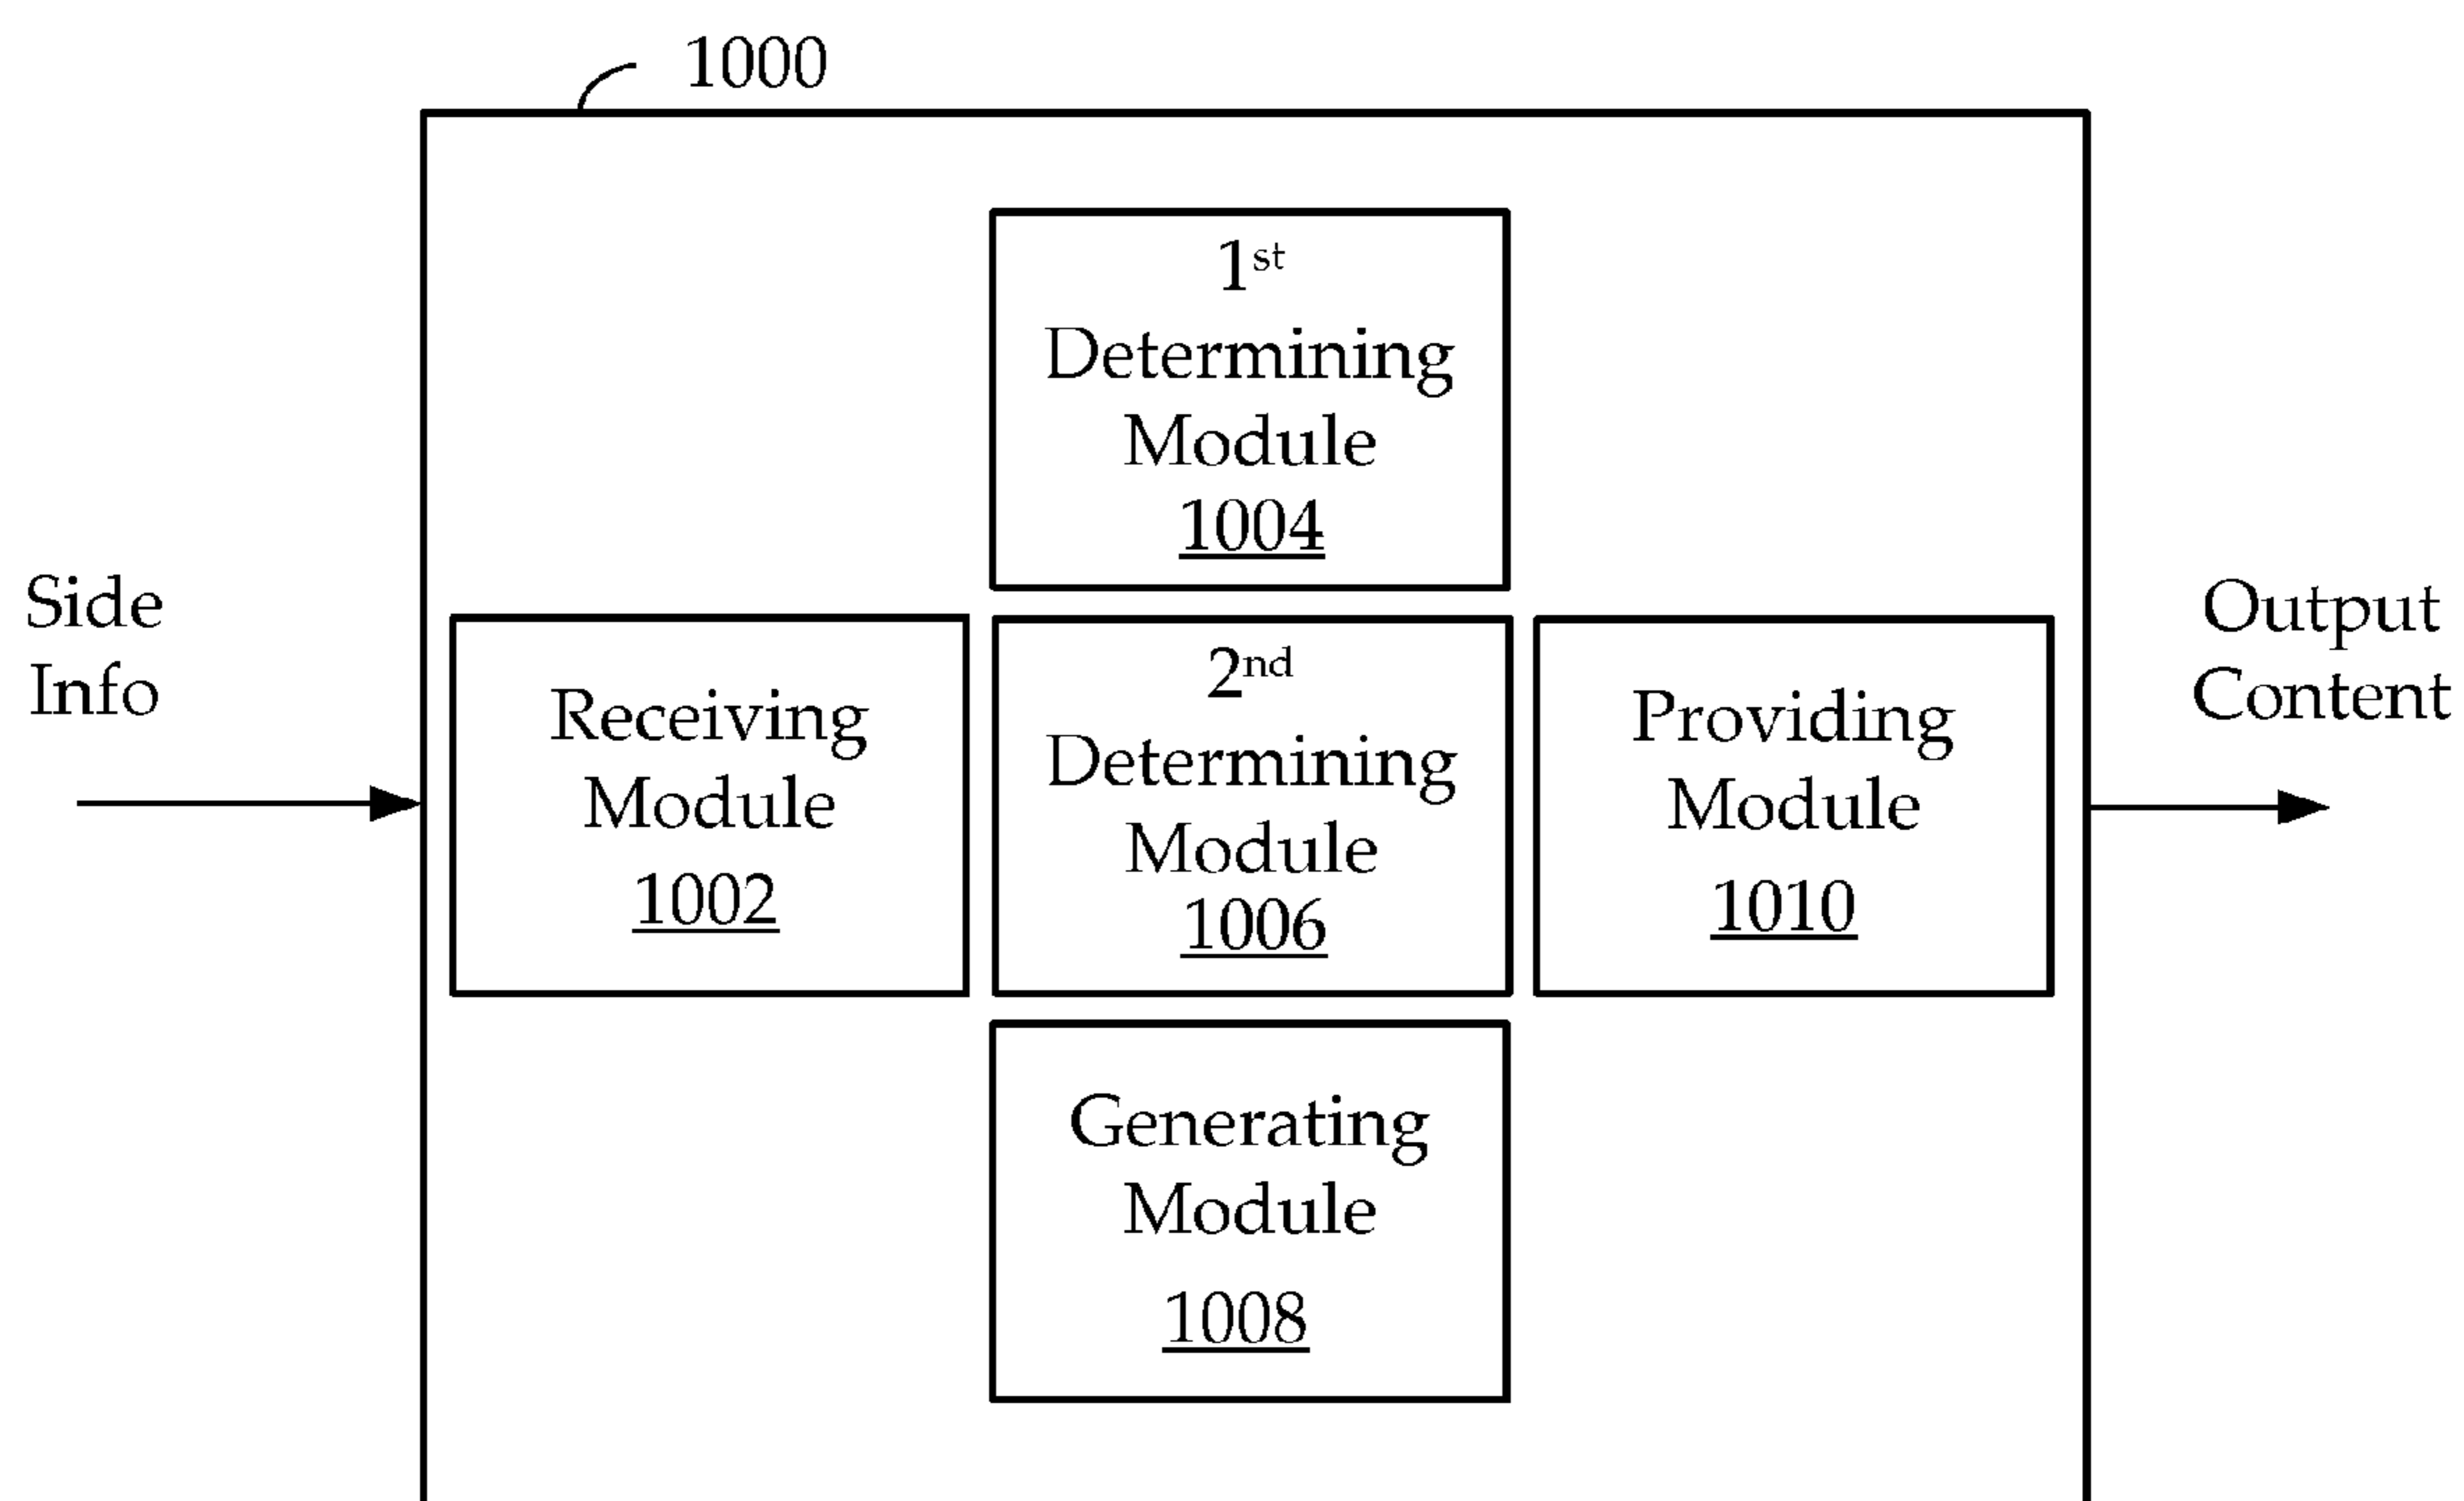 1000
1st
Determining
Module
1004
Side
Info
Receiving
Module
1002
2nd
Determining
Module
1006
Providing
Module
1010
Output
Content
Generating
Module
1008